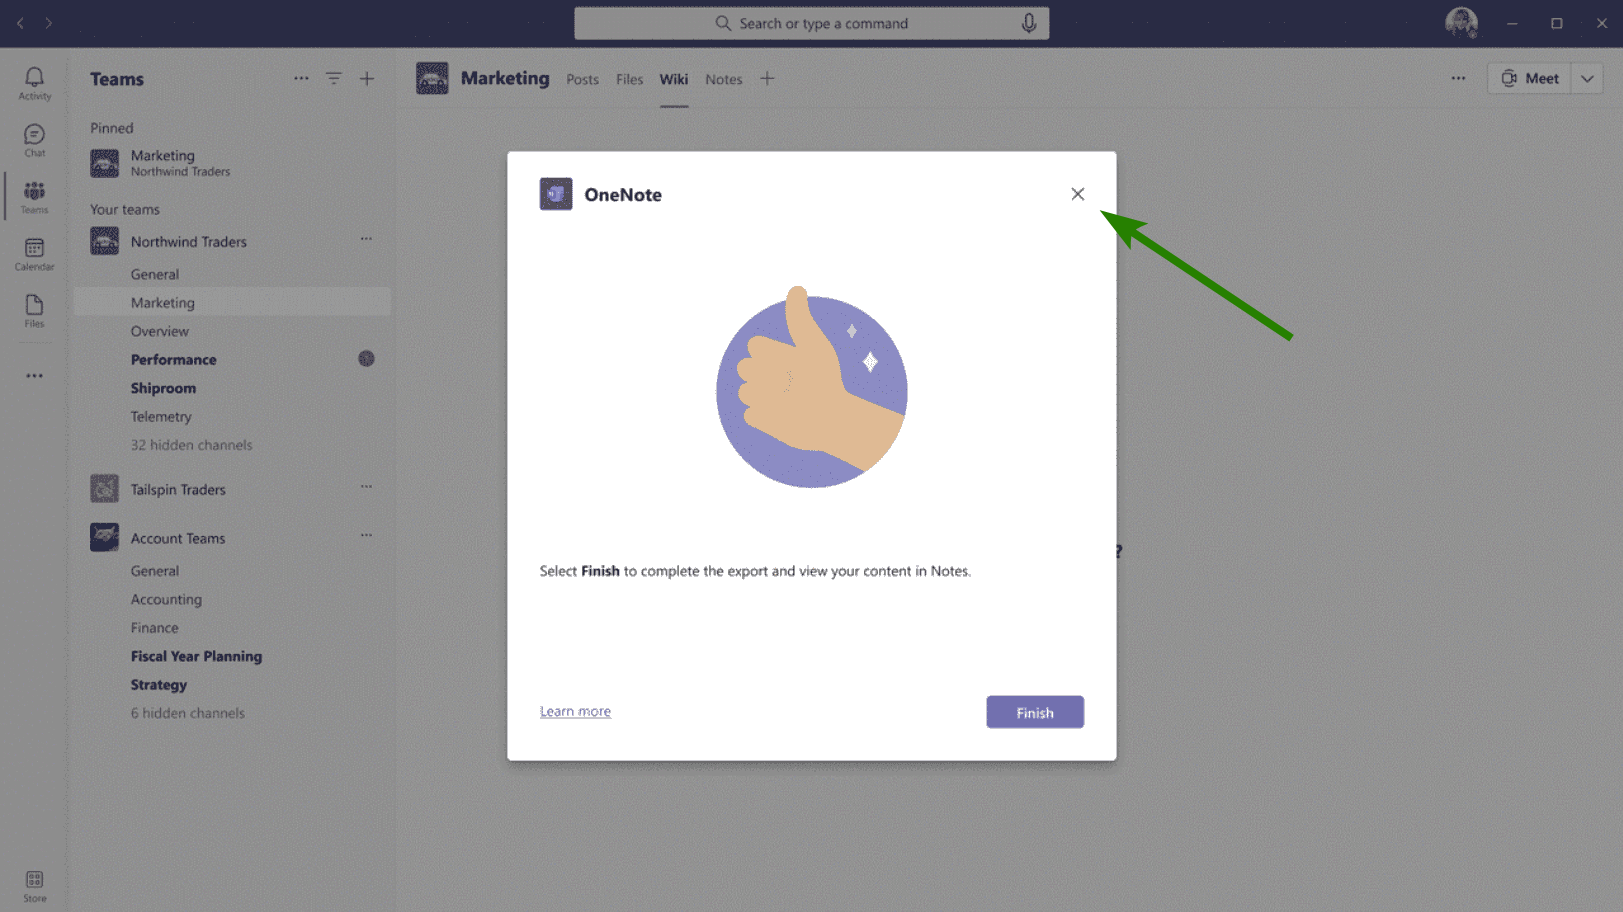 Search or type a command
Activity
Chat
Teams
Calendar
Files
Store
Teams
Pinned
Marketing
Northwind Traders
Your teams
Northwind Traders
General
Marketing
Overview
Performance
Shiproom
Telemetry
32 hidden channels
Tailspin Traders
Account Teams
General
Accounting
Finance
Fiscal Year Planning
Strategy
6 hidden channels
Marketing Posts Files Wiki Notes
Meet
OneNote
Select Finish to complete the export and view your content in Notes.
Learn more
Finish
?